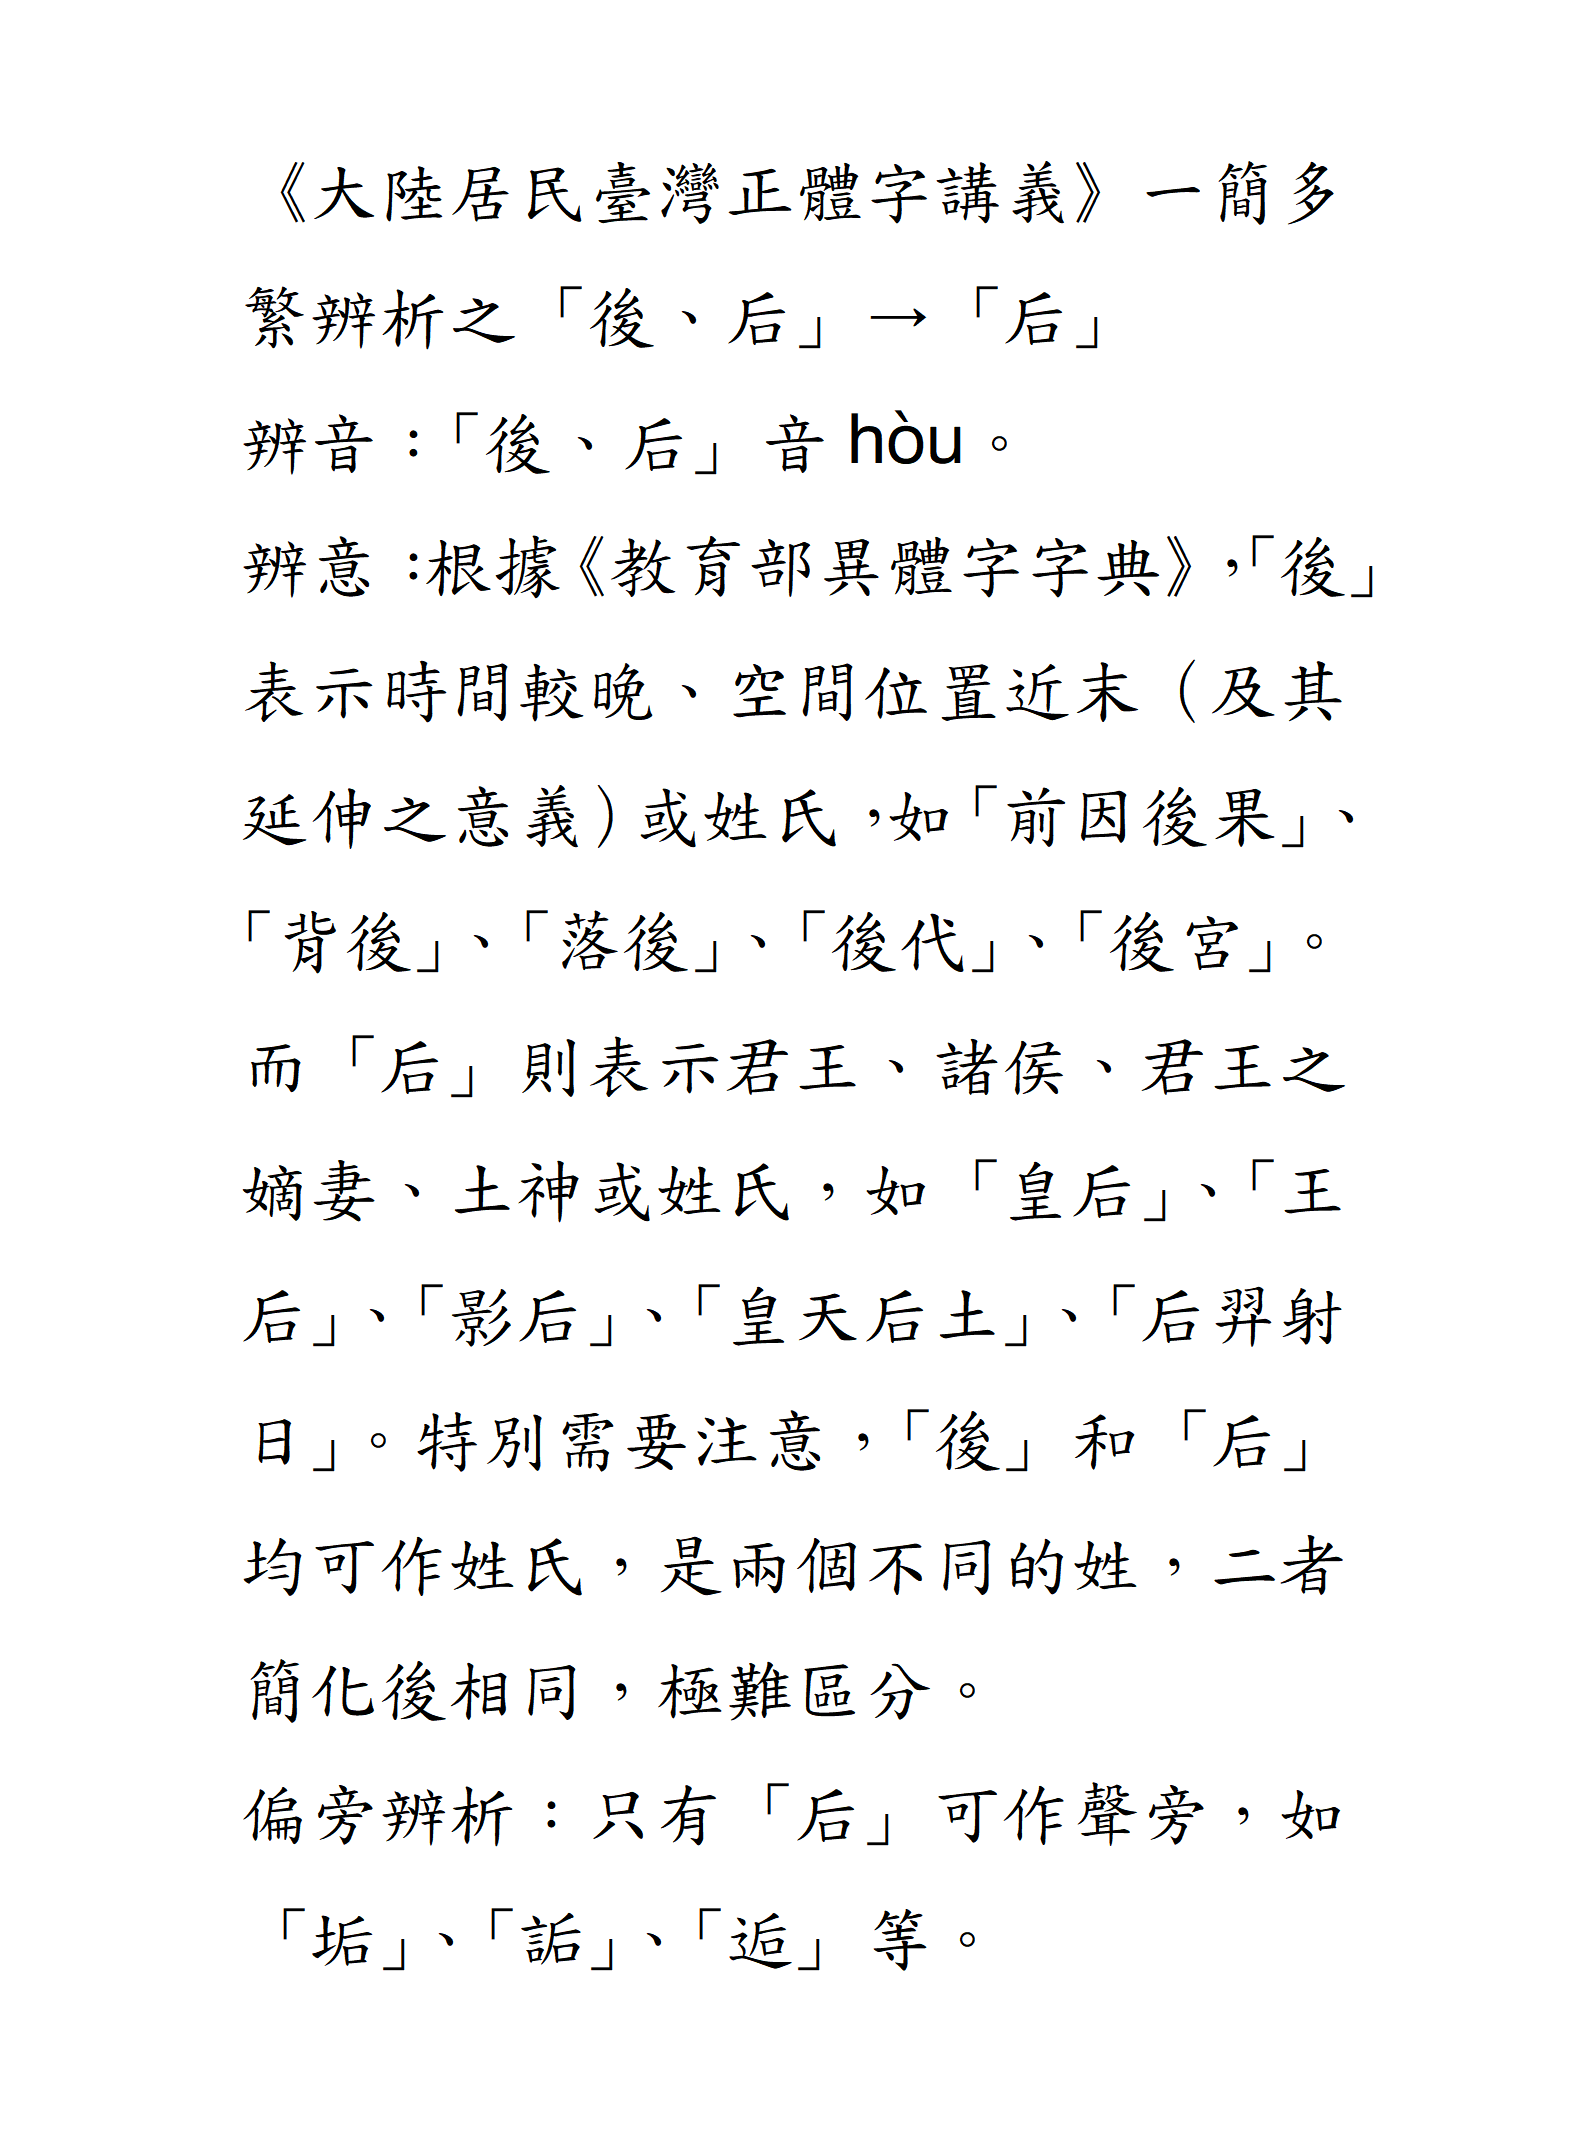 《大陸居民臺灣正體字講義》一簡多
繁辨析之「後、后」→「后」
辨音：「後、后」音 hòu。
辨意：根據《教育部異體字字典》，「後」
表示時間較晚、空間位置近末（及其
延伸之意義）或姓氏，如「前因後果」、
「背後」、「落後」、「後代」、「後宮」。
而「后」則表示君王、諸侯、君王之
嫡妻、土神或姓氏，如「皇后」、「王
后」、「影后」、「皇天后土」、「后羿射
日」。特別需要注意，「後」和「后」
均可作姓氏，是兩個不同的姓，二者
簡化後相同，極難區分。
偏旁辨析：只有「后」可作聲旁，如
「垢」、「詬」、「逅」等。